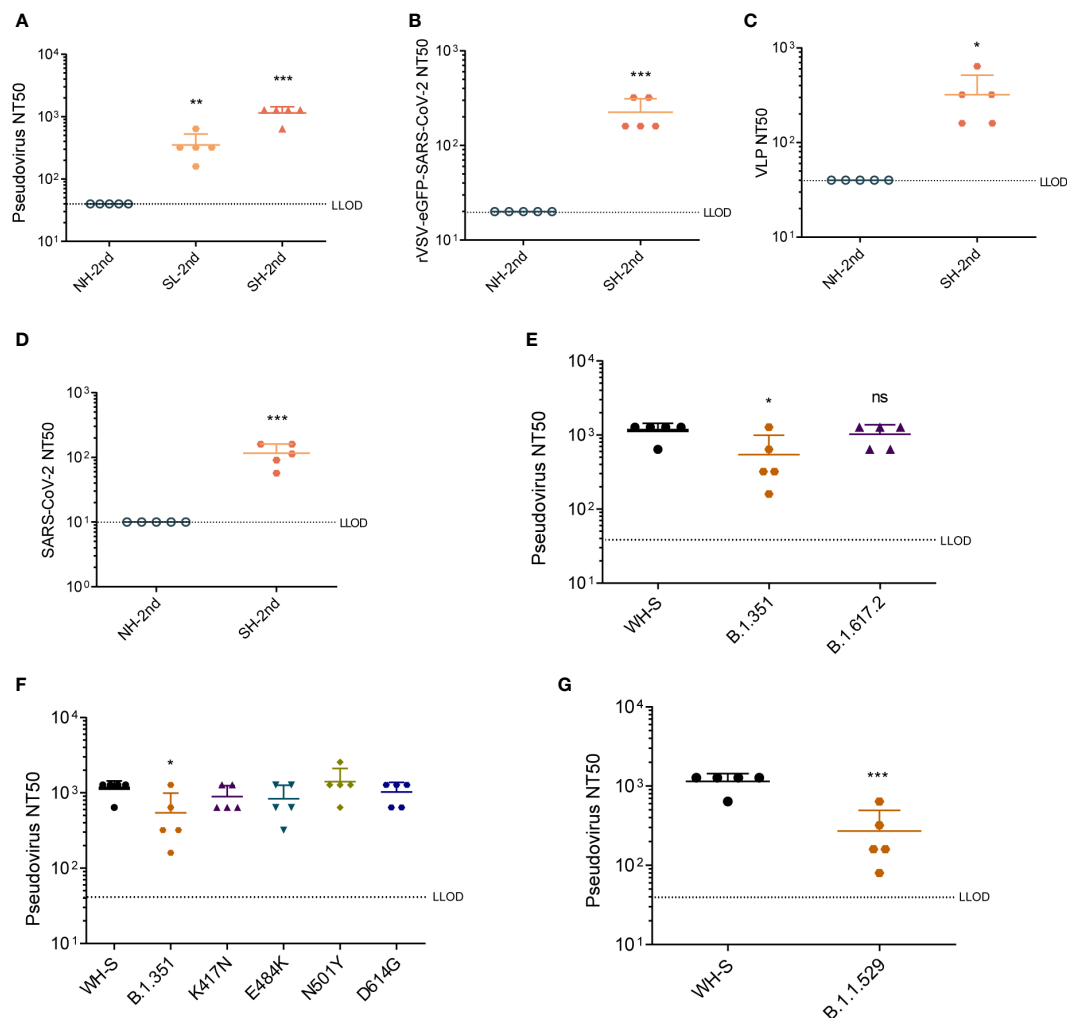 A
Pseudovirus NT50
10⁴
10³
10²
10¹
**
***
LLOD
NH-2nd
SL-2nd
SH-2nd
B
rVSV-eGFP-SARS-CoV-2 NT50
10³
10²
10¹
***
LLOD
NH-2nd
SH-2nd
C
VLP NT50
10³
10²
10¹
*
LLOD
NH-2nd
SH-2nd
D
SARS-CoV-2 NT50
10³
10²
10¹
10⁰
***
LLOD
NH-2nd
SH-2nd
E
Pseudovirus NT50
10⁴
10³
10²
10¹
*
ns
LLOD
WH-S
B.1.351
B.1.617.2
F
Pseudovirus NT50
10⁴
10³
10²
10¹
*
LLOD
WH-S
B.1.351
K417N
E484K
N501Y
D614G
G
Pseudovirus NT50
10⁴
10³
10²
10¹
***
LLOD
WH-S
B.1.1.529